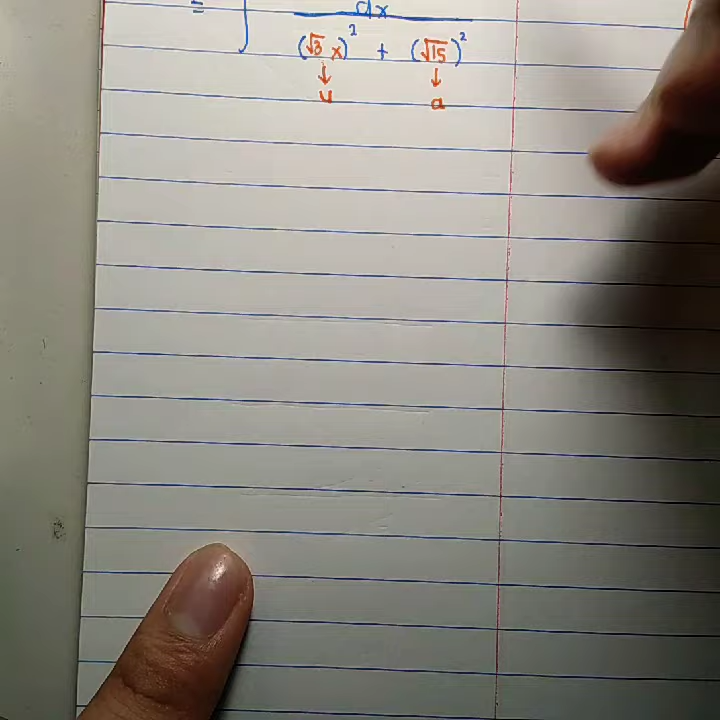 = ∫ dx
(√3 x)² + (√15)²
↓ ↓
u a